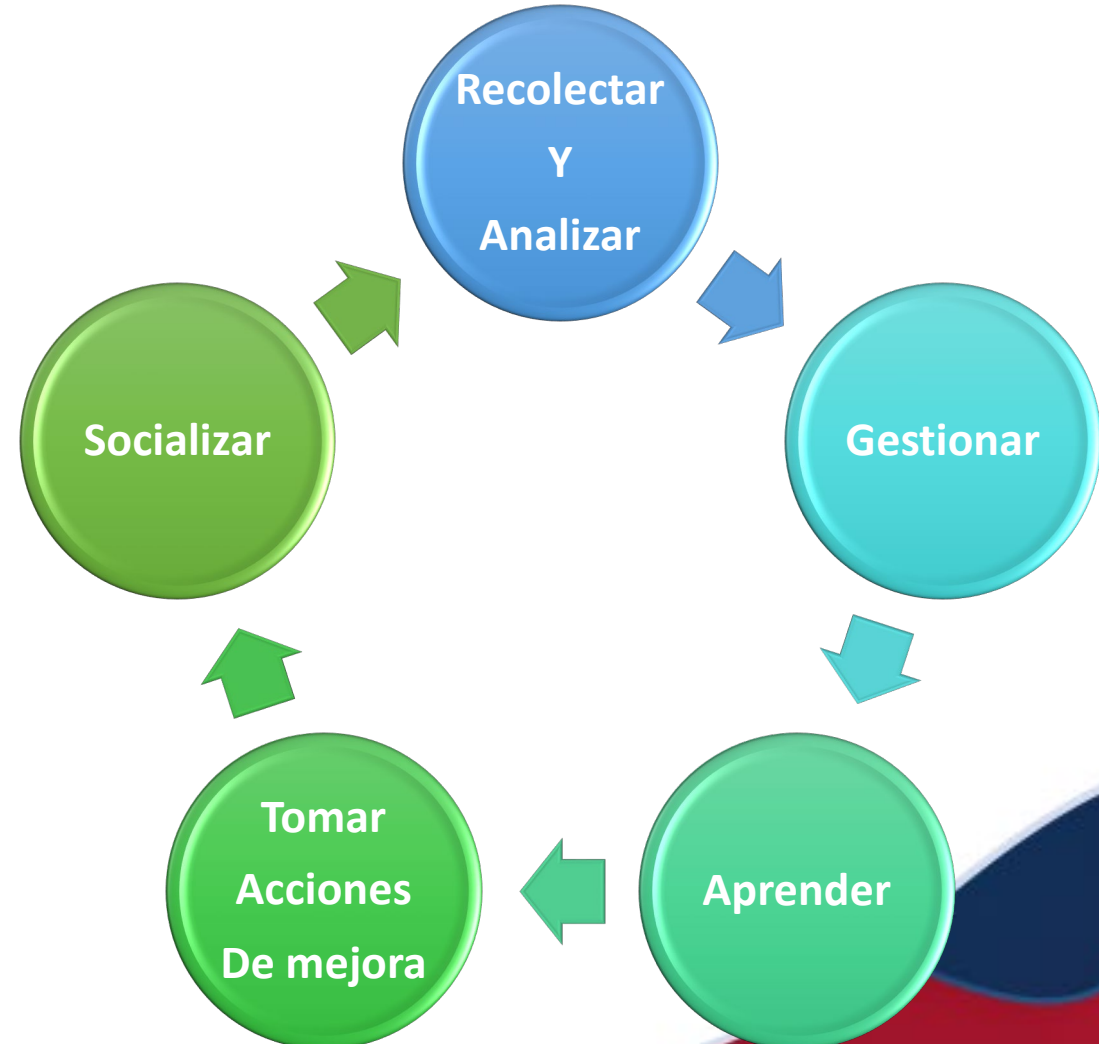 Recolectar
Y
Analizar
Gestionar
Aprender
Tomar
Acciones
De mejora
Socializar